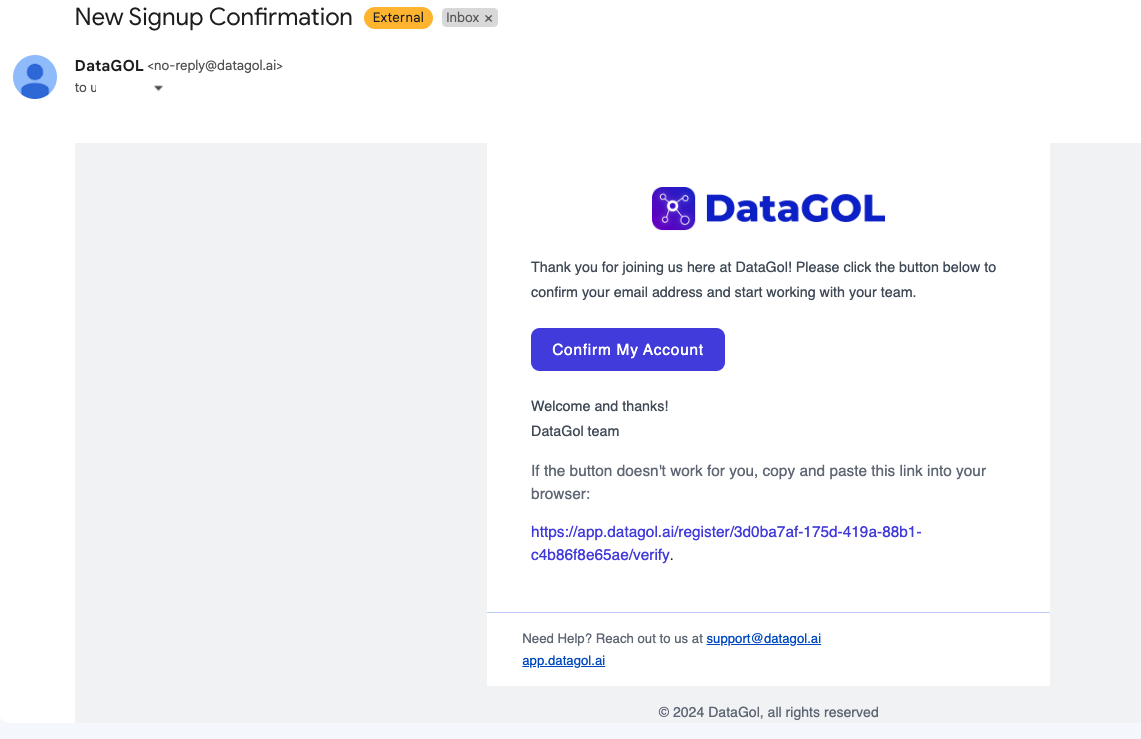 New Signup Confirmation External Inbox ×
DataGOL <no-reply@datagol.ai>
to u
DataGOL
Thank you for joining us here at DataGol! Please click the button below to
confirm your email address and start working with your team.
Confirm My Account
Welcome and thanks!
DataGol team
If the button doesn't work for you, copy and paste this link into your
browser:
https://app.datagol.ai/register/3d0ba7af-175d-419a-88b1-
c4b86f8e65ae/verify.
Need Help? Reach out to us at support@datagol.ai
app.datagol.ai
© 2024 DataGol, all rights reserved